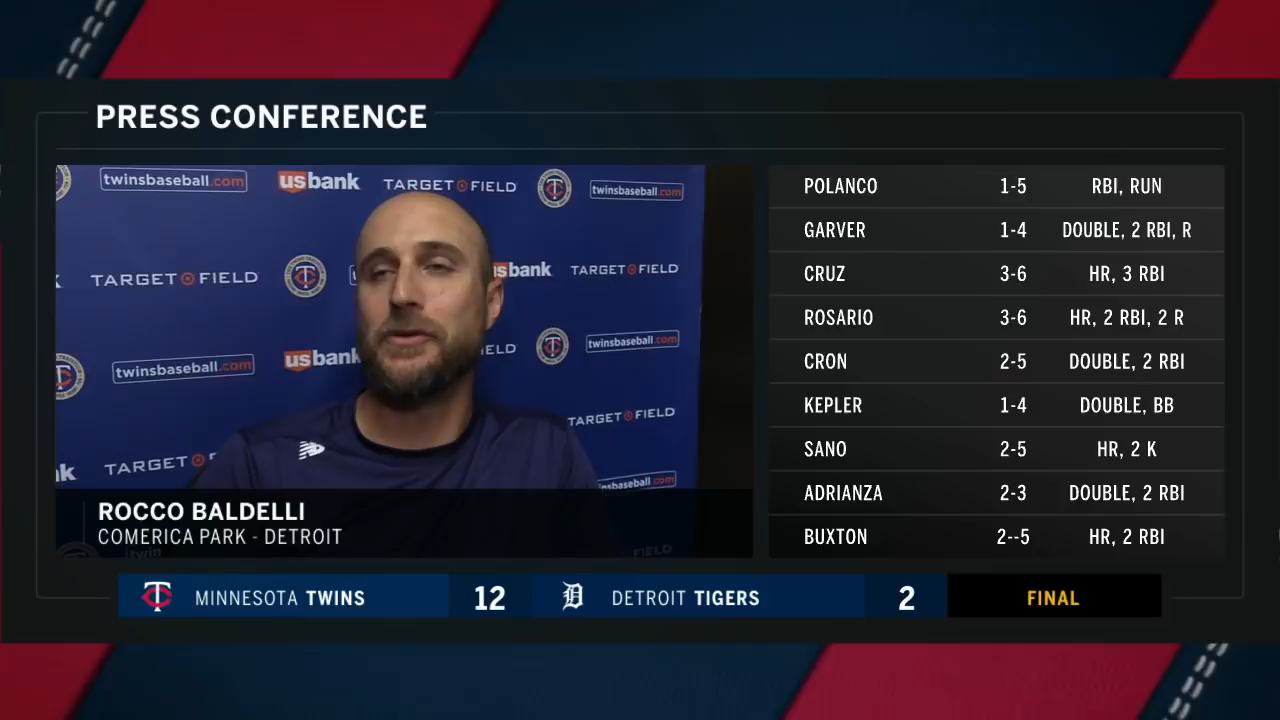 PRESS CONFERENCE
twinsbaseball.com
usbank
TARGET FIELD
twinsbaseball.com
TARGET FIELD
usbank
TARGET FIELD
twinsbaseball.com
usbank
twinsbaseball.com
TARGET FIELD
TARGET
ROCCO BALDELLI
COMERICA PARK - DETROIT
POLANCO 1-5 RBI, RUN
GARVER 1-4 DOUBLE, 2 RBI, R
CRUZ 3-6 HR, 3 RBI
ROSARIO 3-6 HR, 2 RBI, 2 R
CRON 2-5 DOUBLE, 2 RBI
KEPLER 1-4 DOUBLE, BB
SANO 2-5 HR, 2 K
ADRIANZA 2-3 DOUBLE, 2 RBI
BUXTON 2--5 HR, 2 RBI
MINNESOTA TWINS 12 DETROIT TIGERS 2 FINAL